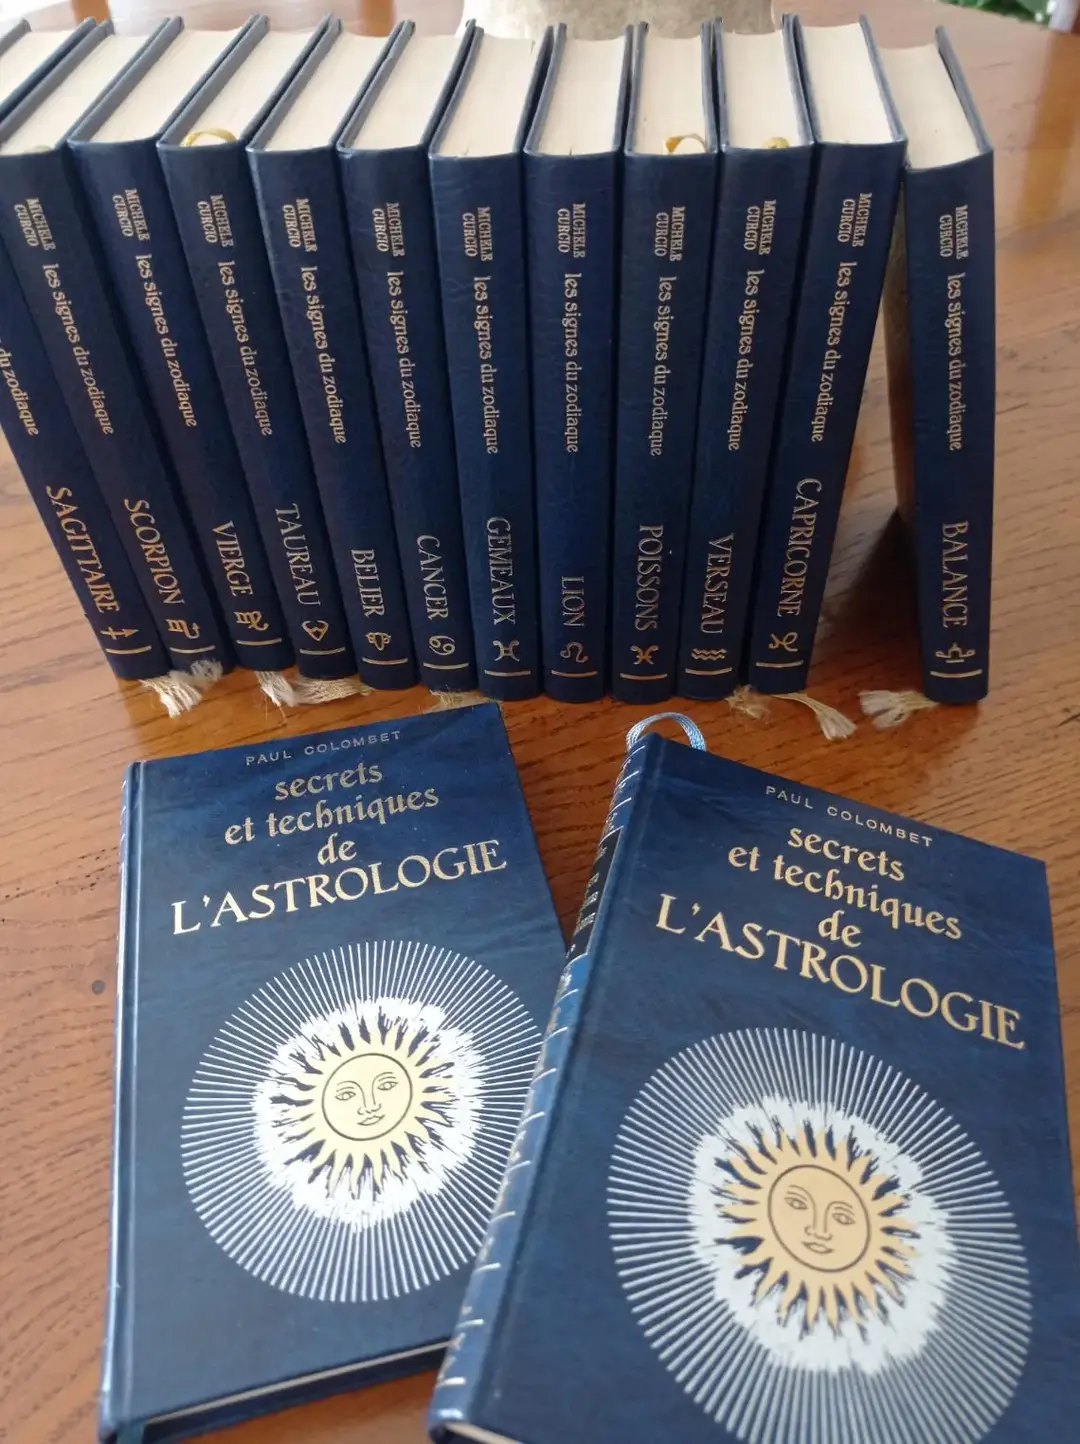 du zodiaque
SAGITTAIRE
MICHELE
CURCIO
les signes du zodiaque
SCORPION
MICHELE
CURCIO
les signes du zodiaque
VIERGE
MICHELE
CURCIO
les signes du zodiaque
TAUREAU
MICHELE
CURCIO
les signes du zodiaque
BELIER
MICHELE
CURCIO
les signes du zodiaque
CANCER
MICHELE
CURCIO
les signes du zodiaque
GEMEAUX
MICHELE
CURCIO
les signes du zodiaque
LION
MICHELE
CURCIO
les signes du zodiaque
POISSONS
MICHELE
CURCIO
les signes du zodiaque
VERSEAU
MICHELE
CURCIO
les signes du zodiaque
CAPRICORNE
MICHELE
CURCIO
les signes du zodiaque
BALANCE
PAUL COLOMBET
secrets
et techniques
de
L'ASTROLOGIE
PAUL COLOMBET
secrets
et techniques
de
L'ASTROLOGIE